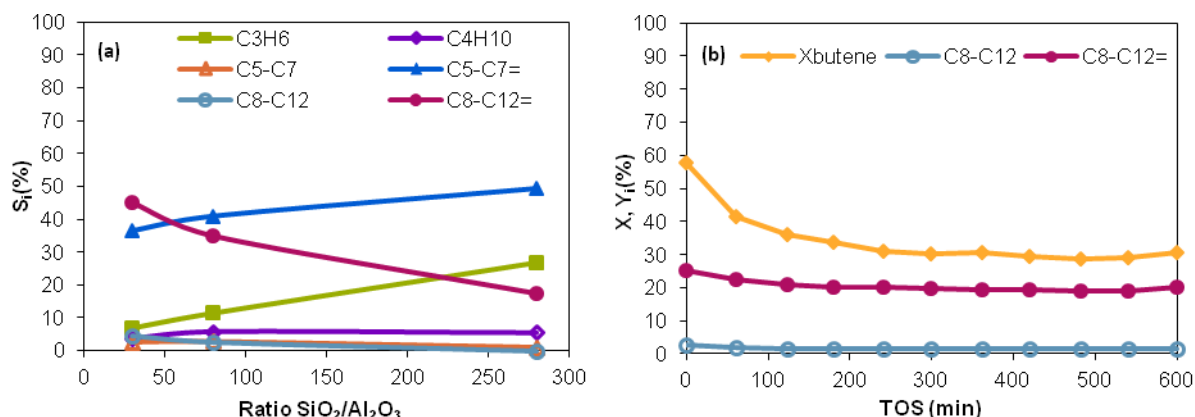 (a)
C3H6
C4H10
C5-C7
C5-C7=
C8-C12
C8-C12=
100
90
80
70
60
50
40
30
20
10
0
Si(%)
0 50 100 150 200 250 300
Ratio SiO2/Al2O3
(b)
Xbutene
C8-C12
C8-C12=
100
90
80
70
60
50
40
30
20
10
0
X, Yi(%)
0 100 200 300 400 500 600
TOS (min)